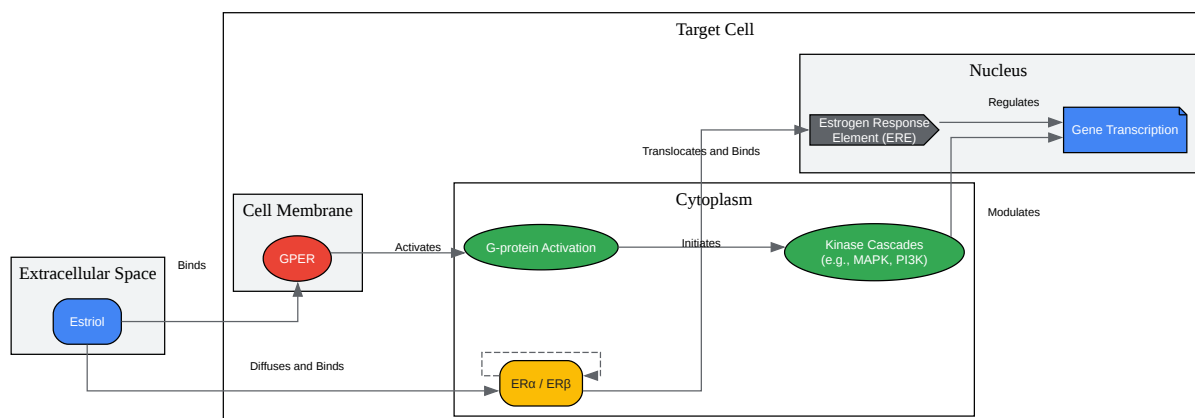 Target Cell
Nucleus
Regulates
Estrogen Response
Element (ERE)
Gene Transcription
Translocates and Binds
Cell Membrane
Cytoplasm
Modulates
GPER
Activates
G-protein Activation
Initiates
Kinase Cascades
(e.g., MAPK, PI3K)
Extracellular Space
Binds
Estriol
Diffuses and Binds
ERα / ERβ